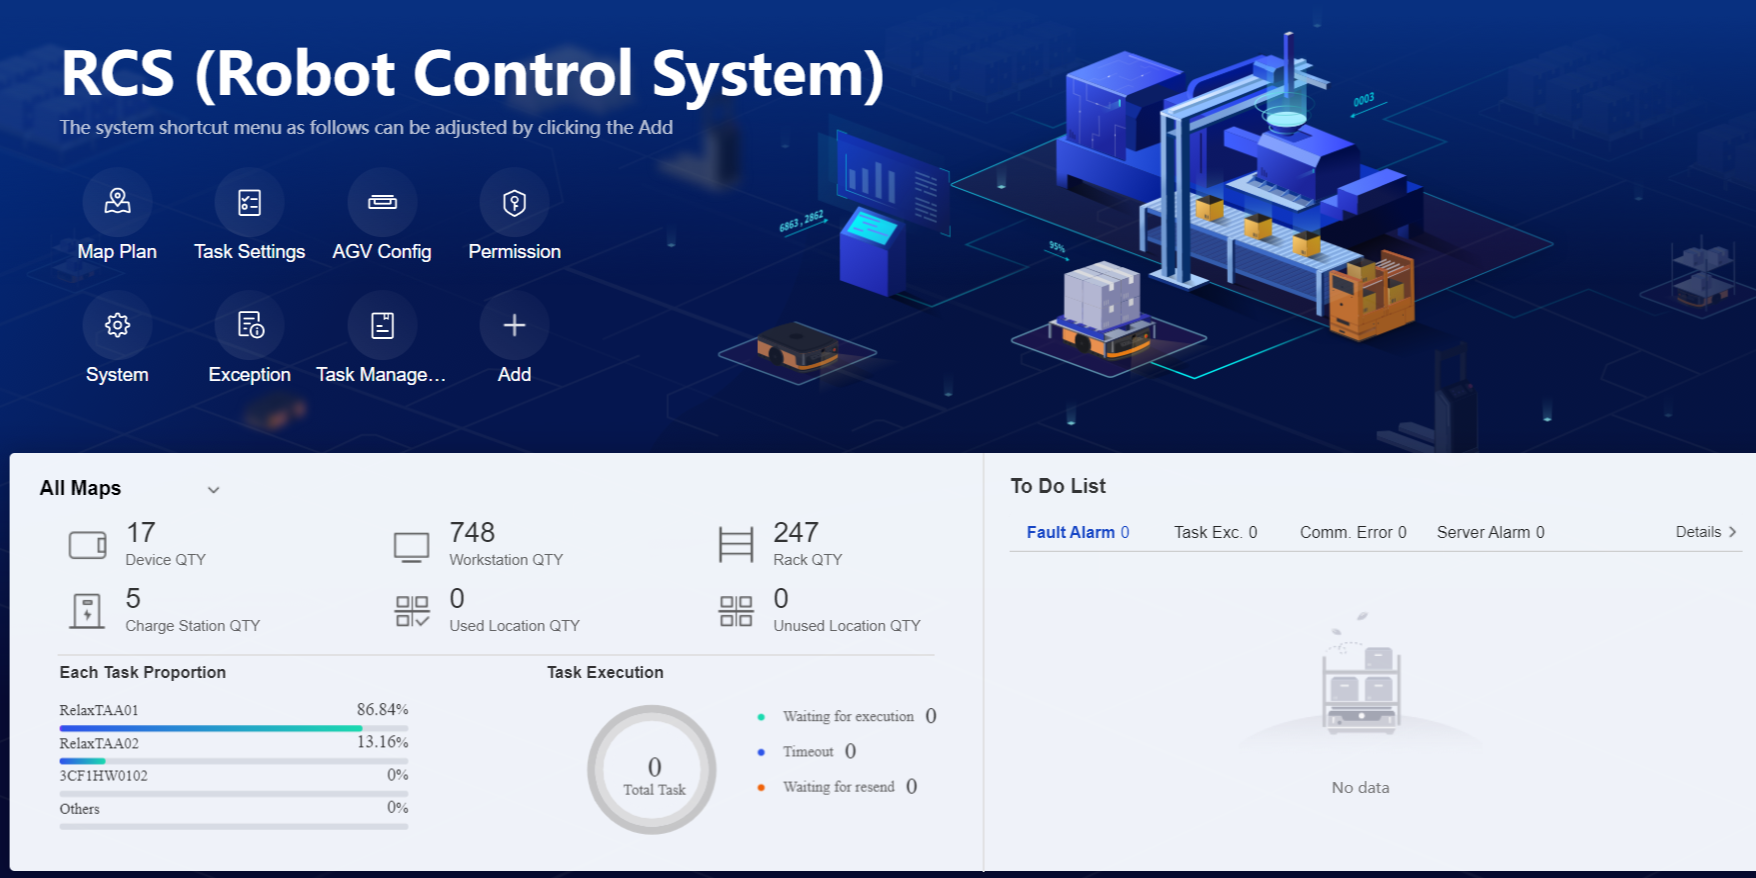 RCS (Robot Control System)
The system shortcut menu as follows can be adjusted by clicking the Add
Map Plan
Task Settings
AGV Config
Permission
System
Exception
Task Manage...
Add
0003
6863,2862
95%
All Maps
17
Device QTY
748
Workstation QTY
247
Rack QTY
5
Charge Station QTY
0
Used Location QTY
0
Unused Location QTY
Each Task Proportion
RelaxTAA01 86.84%
RelaxTAA02 13.16%
3CF1HW0102 0%
Others 0%
Task Execution
0
Total Task
Waiting for execution 0
Timeout 0
Waiting for resend 0
To Do List
Fault Alarm 0 Task Exc. 0 Comm. Error 0 Server Alarm 0 Details >
No data